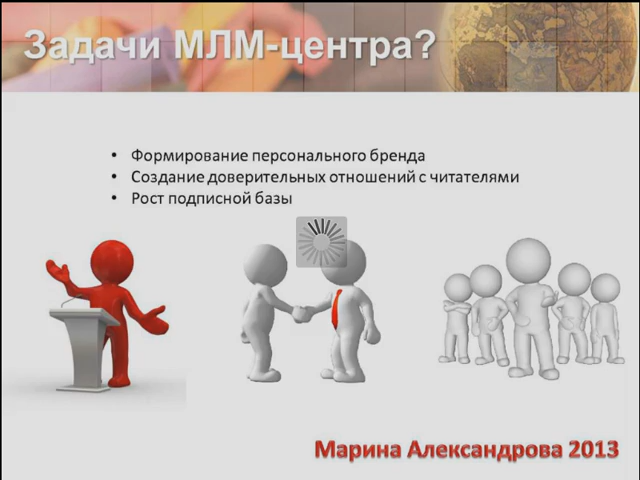 Задачи МЛМ-центра?
• Формирование персонального бренда
• Создание доверительных отношений с читателями
• Рост подписной базы
Марина Александрова 2013